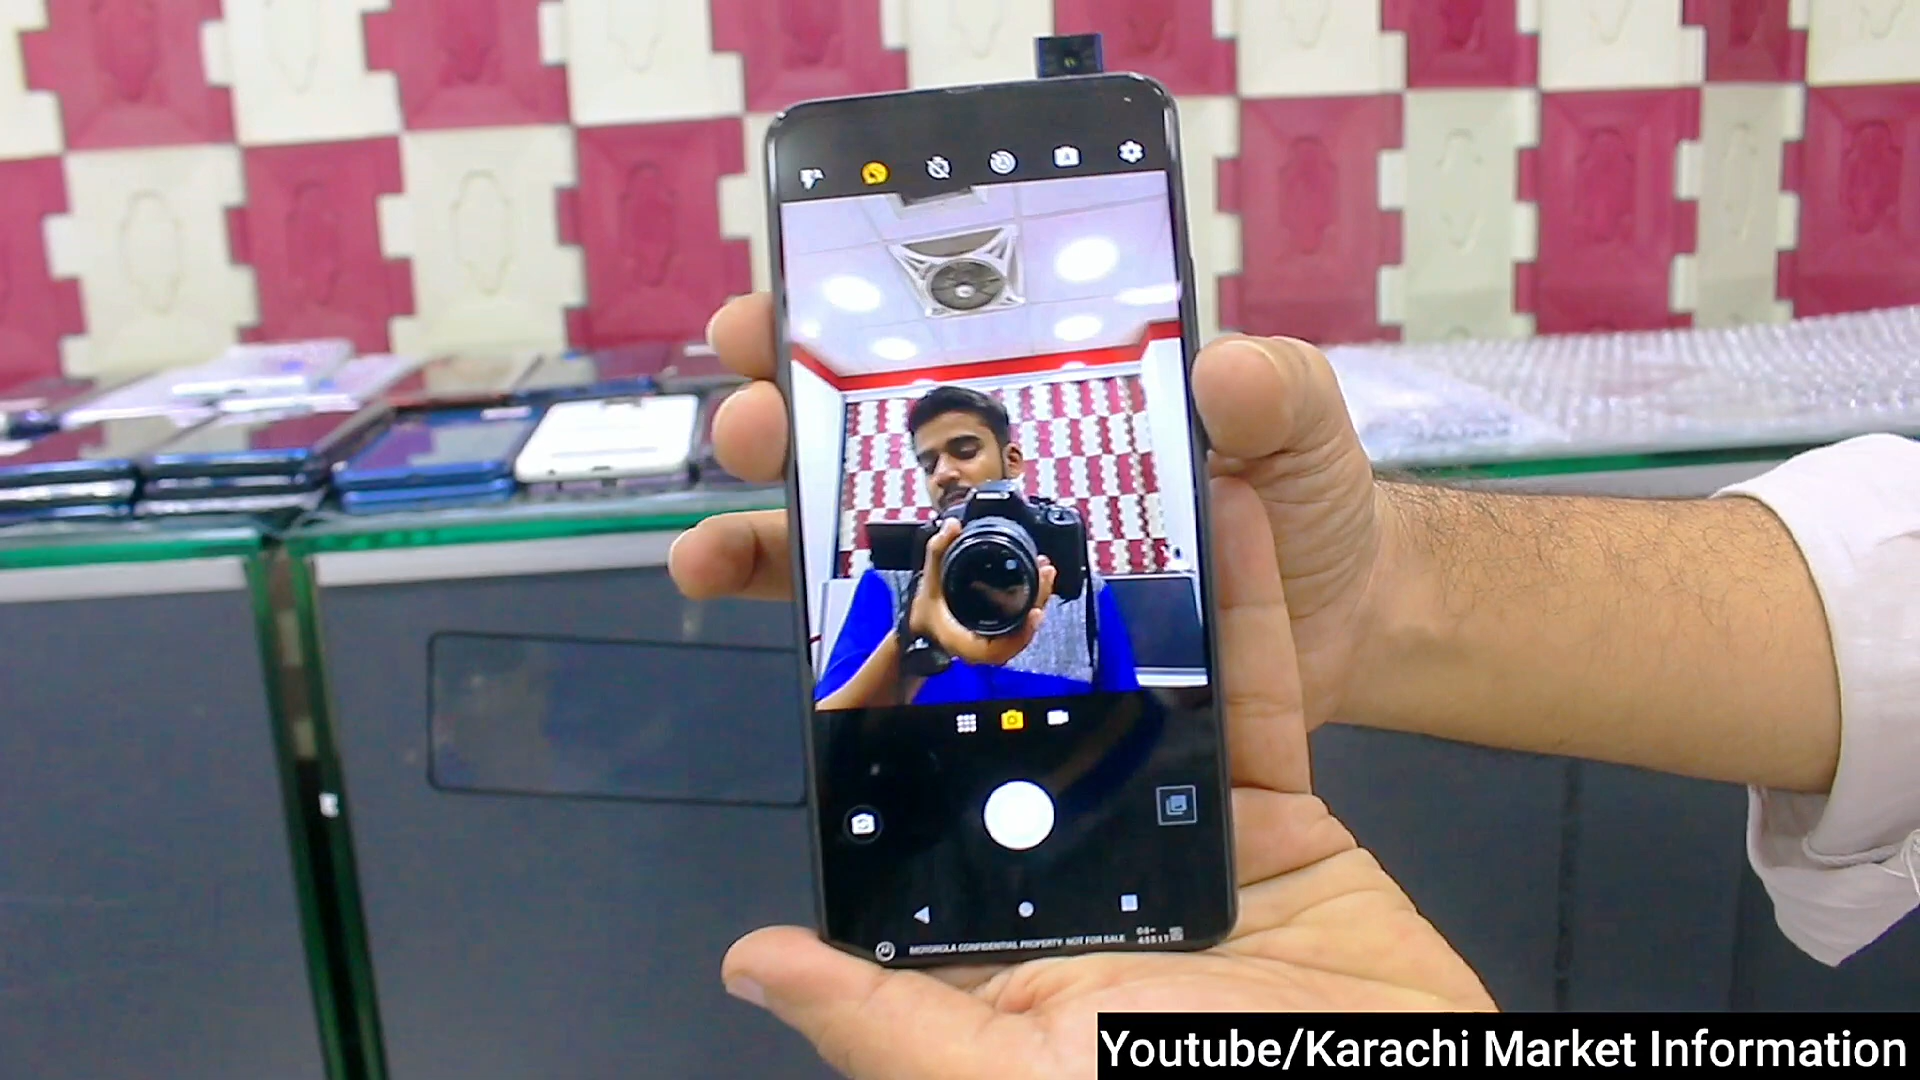 MOTOROLA CONFIDENTIAL PROPERTY NOT FOR SALE
Youtube/Karachi Market Information